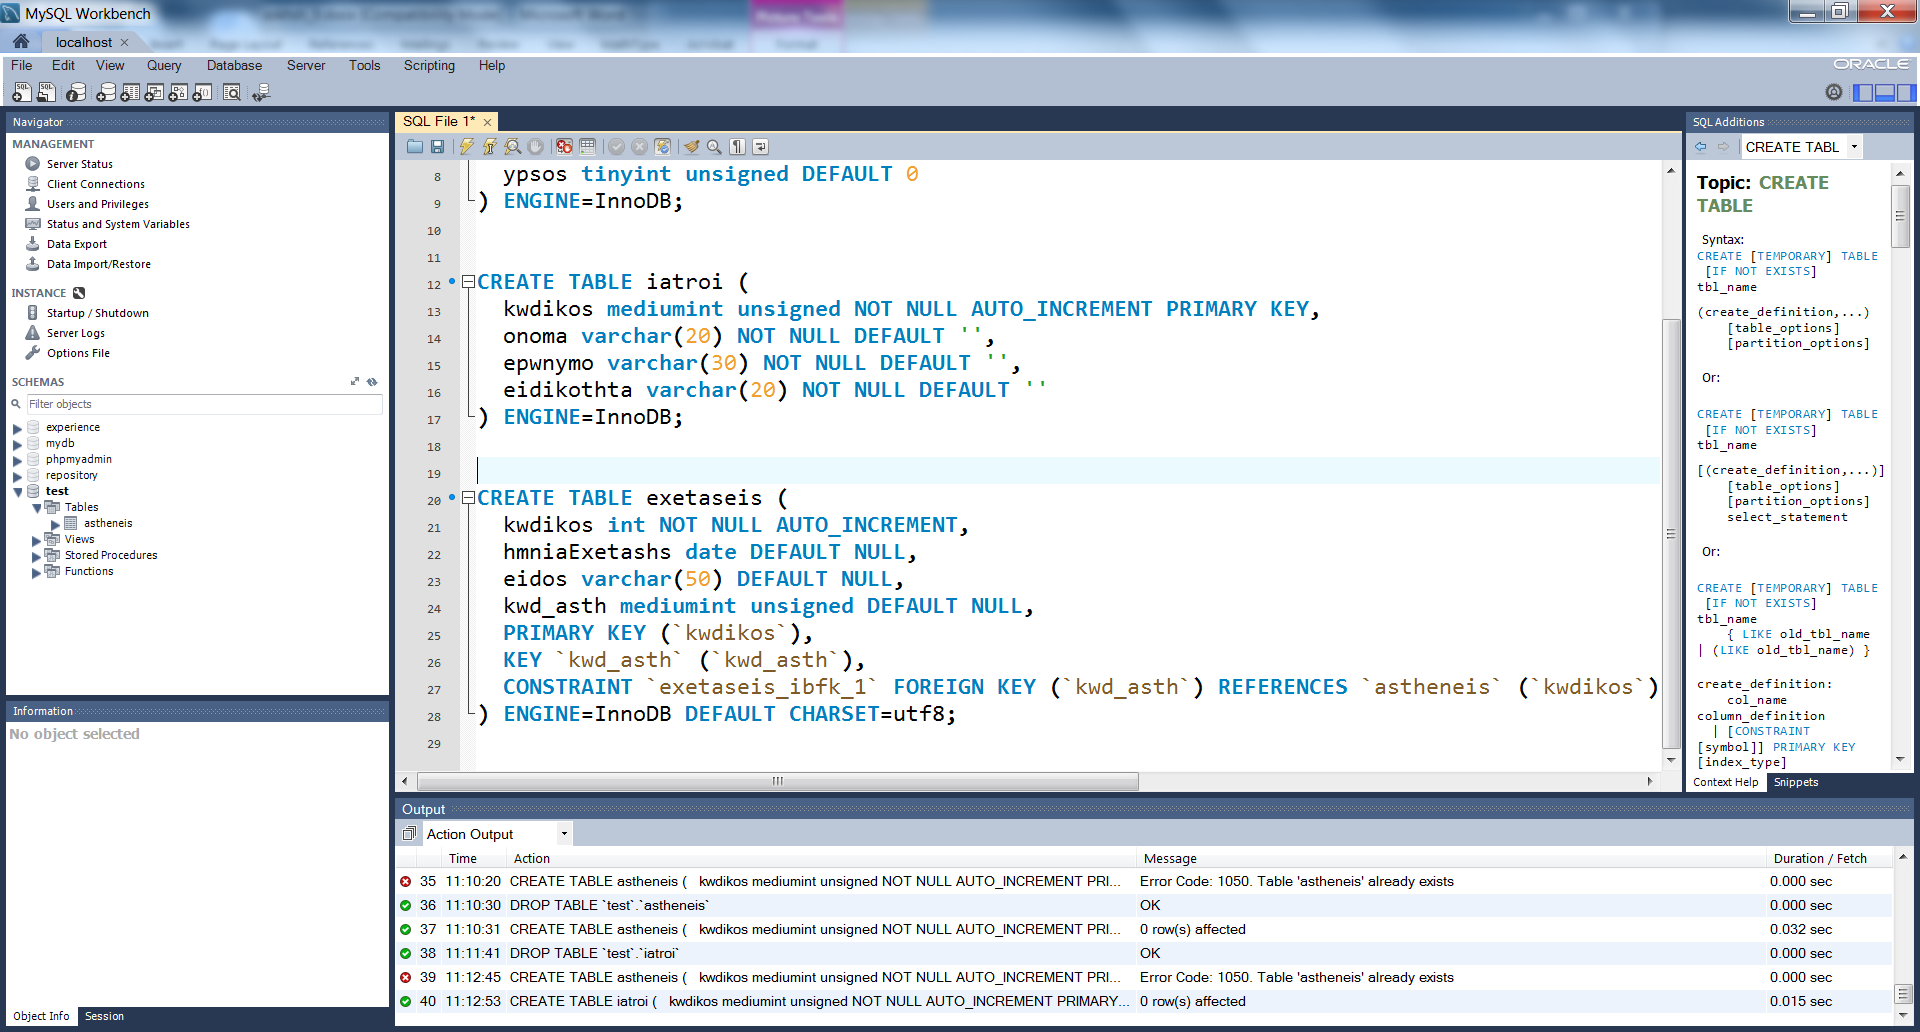 MySQL Workbench
localhost
File Edit View Query Database Server Tools Scripting Help
ORACLE
Navigator
MANAGEMENT
Server Status
Client Connections
Users and Privileges
Status and System Variables
Data Export
Data Import/Restore
INSTANCE
Startup / Shutdown
Server Logs
Options File
SCHEMAS
Filter objects
experience
mydb
phpmyadmin
repository
test
Tables
astheneis
Views
Stored Procedures
Functions
Information
No object selected
Object Info Session
SQL File 1*
8 ypsos tinyint unsigned DEFAULT 0
9 ) ENGINE=InnoDB;
10
11
12 CREATE TABLE iatroi (
13 kwdikos mediumint unsigned NOT NULL AUTO_INCREMENT PRIMARY KEY,
14 onoma varchar(20) NOT NULL DEFAULT '',
15 epwnymo varchar(30) NOT NULL DEFAULT '',
16 eidikothta varchar(20) NOT NULL DEFAULT ''
17 ) ENGINE=InnoDB;
18
19
20 CREATE TABLE exetaseis (
21 kwdikos int NOT NULL AUTO_INCREMENT,
22 hmniaExetashs date DEFAULT NULL,
23 eidos varchar(50) DEFAULT NULL,
24 kwd_asth mediumint unsigned DEFAULT NULL,
25 PRIMARY KEY (`kwdikos`),
26 KEY `kwd_asth` (`kwd_asth`),
27 CONSTRAINT `exetaseis_ibfk_1` FOREIGN KEY (`kwd_asth`) REFERENCES `astheneis` (`kwdikos`)
28 ) ENGINE=InnoDB DEFAULT CHARSET=utf8;
29
SQL Additions
CREATE TABL
Topic: CREATE
TABLE
Syntax:
CREATE [TEMPORARY] TABLE
[IF NOT EXISTS]
tbl_name
(create_definition,...)
[table_options]
[partition_options]
Or:
CREATE [TEMPORARY] TABLE
[IF NOT EXISTS]
tbl_name
[(create_definition,...)]
[table_options]
[partition_options]
select_statement
Or:
CREATE [TEMPORARY] TABLE
[IF NOT EXISTS]
tbl_name
{ LIKE old_tbl_name
| (LIKE old_tbl_name) }
create_definition:
col_name
column_definition
| [CONSTRAINT
[symbol]] PRIMARY KEY
[index_type]
Context Help Snippets
Output
Action Output
Time Action Message Duration / Fetch
35 11:10:20 CREATE TABLE astheneis ( kwdikos mediumint unsigned NOT NULL AUTO_INCREMENT PRI... Error Code: 1050. Table 'astheneis' already exists 0.000 sec
36 11:10:30 DROP TABLE `test`.`astheneis` OK 0.000 sec
37 11:10:31 CREATE TABLE astheneis ( kwdikos mediumint unsigned NOT NULL AUTO_INCREMENT PRI... 0 row(s) affected 0.032 sec
38 11:11:41 DROP TABLE `test`.`iatroi` OK 0.000 sec
39 11:12:45 CREATE TABLE astheneis ( kwdikos mediumint unsigned NOT NULL AUTO_INCREMENT PRI... Error Code: 1050. Table 'astheneis' already exists 0.000 sec
40 11:12:53 CREATE TABLE iatroi ( kwdikos mediumint unsigned NOT NULL AUTO_INCREMENT PRIMARY... 0 row(s) affected 0.015 sec